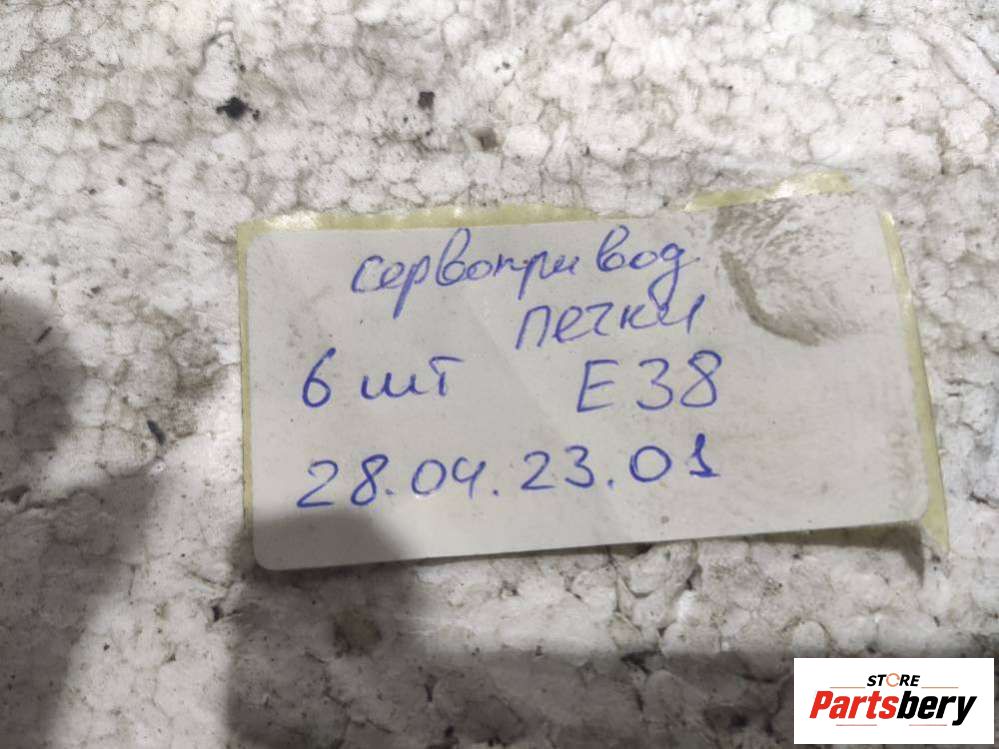 сервопривод
печки
6 шт E38
28.04.23.01
STORE
Partsbery